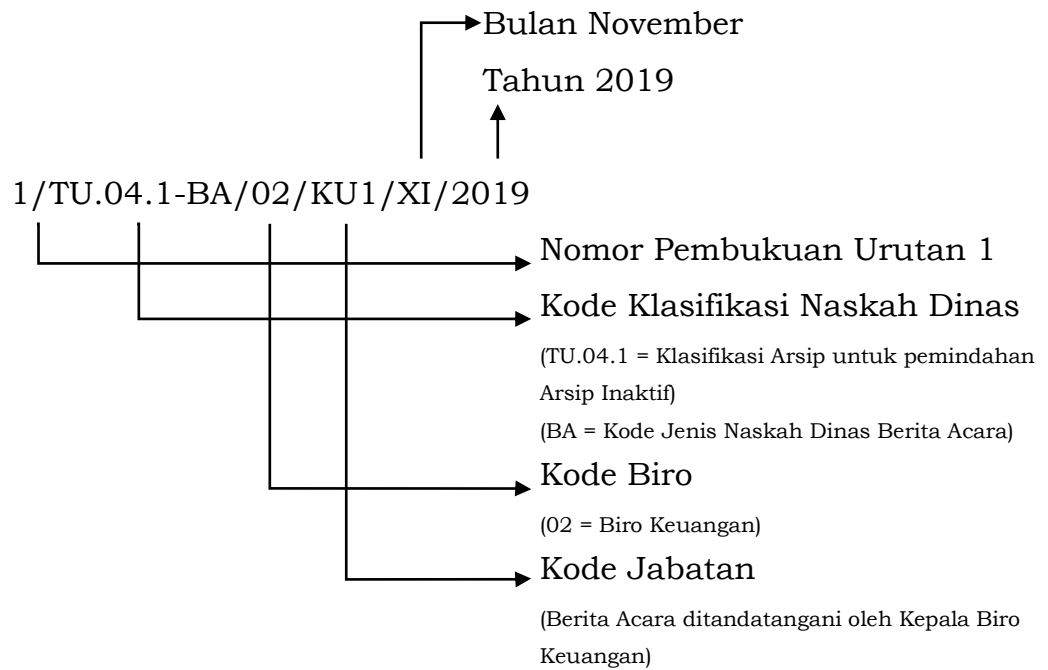 Bulan November
Tahun 2019
1/TU.04.1-BA/02/KU1/XI/2019
Nomor Pembukuan Urutan 1
Kode Klasifikasi Naskah Dinas
(TU.04.1 = Klasifikasi Arsip untuk pemindahan
Arsip Inaktif)
(BA = Kode Jenis Naskah Dinas Berita Acara)
Kode Biro
(02 = Biro Keuangan)
Kode Jabatan
(Berita Acara ditandatangani oleh Kepala Biro
Keuangan)